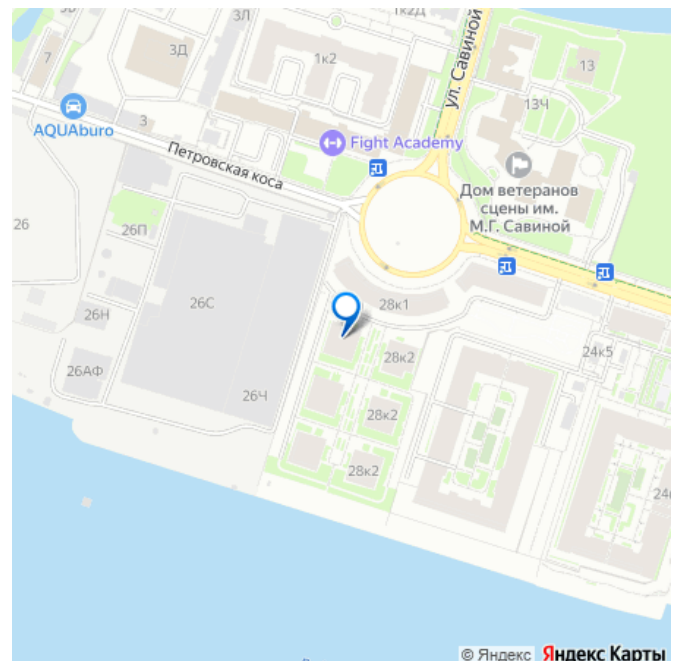 3Л
1к2Д
7
3Д
1к2
ул. Савиной
13
13Ч
AQUAburo
3
Fight Academy
Петровская коса
Дом ветеранов
сцены им.
М.Г. Савиной
26
26П
26С
28к1
26Н
28к2
24к5
26АФ
26Ч
28к2
28к2
© Яндекс Яндекс Карты